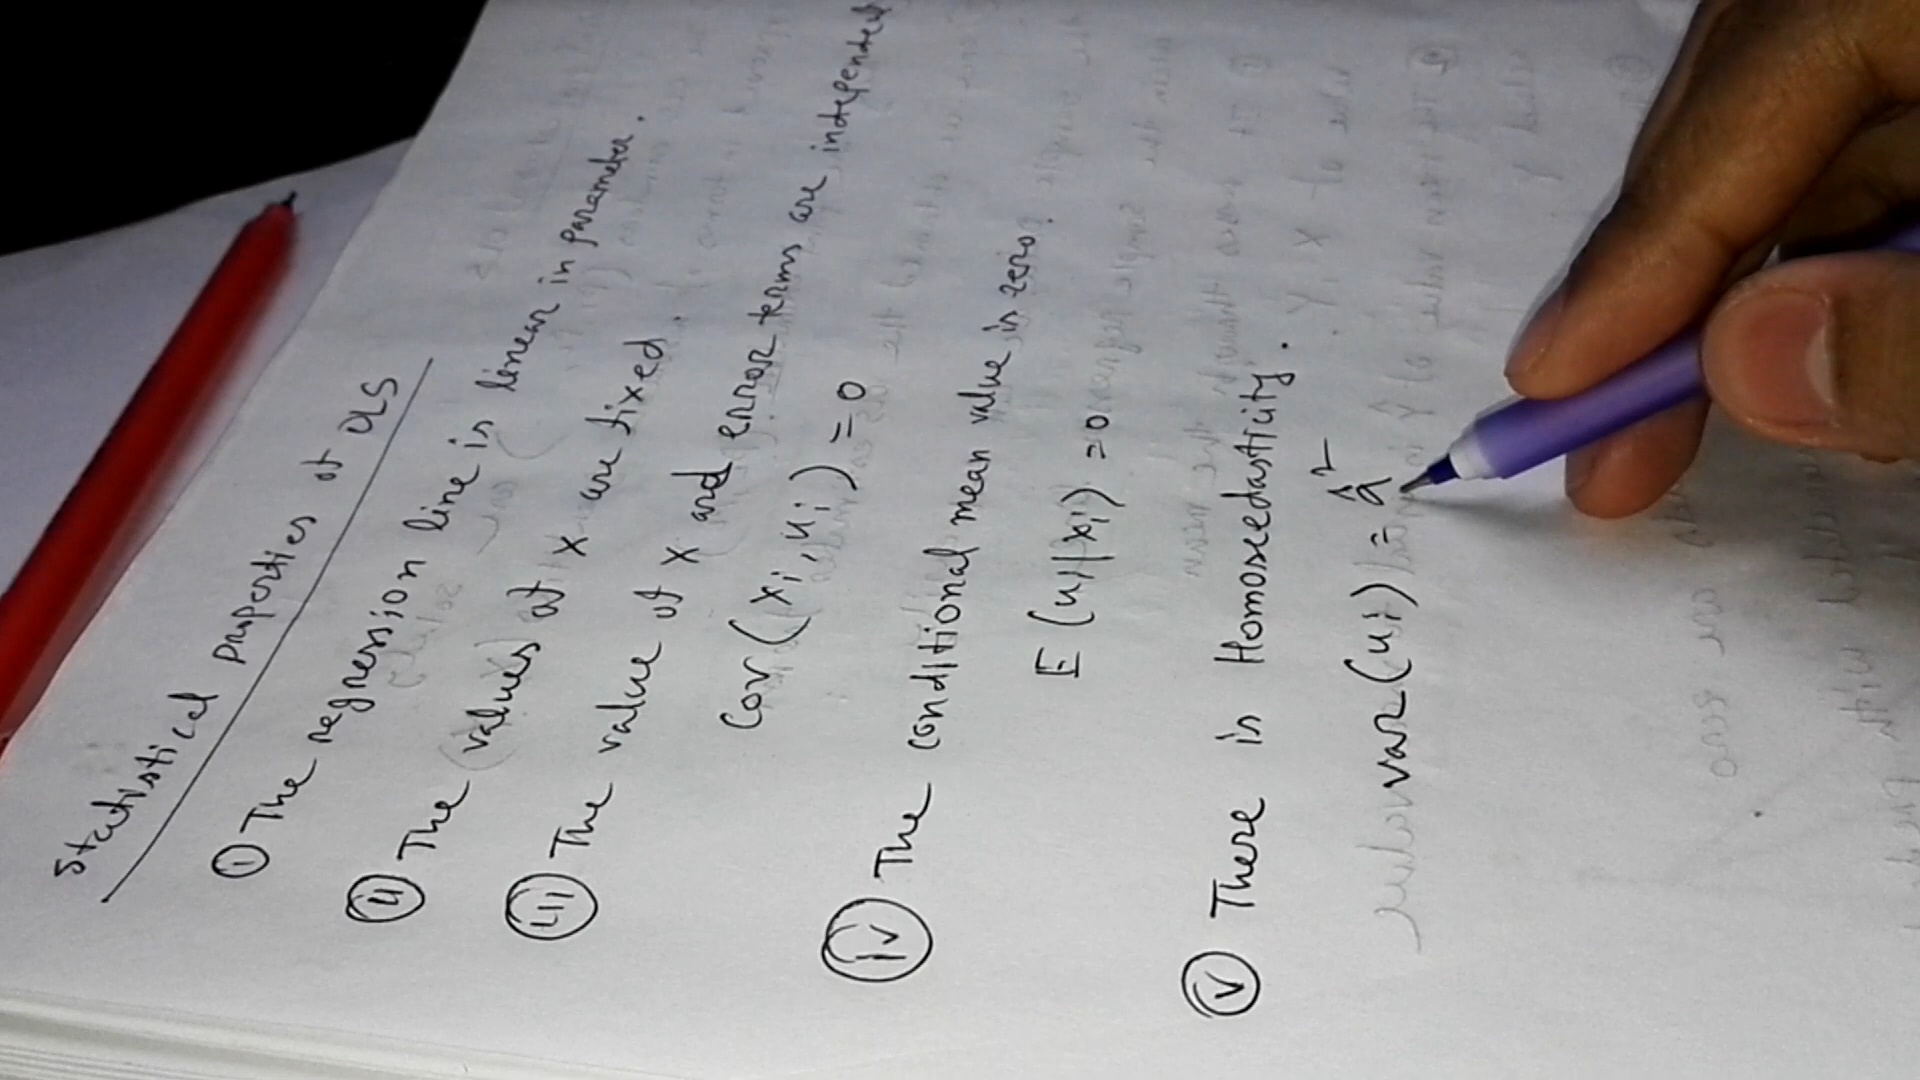 Statistical properties of OLS
(i) The regression line is linear in parameter.
(ii) The values of X are fixed.
(iii) The value of X and error terms are independent
Cov(Xi, ui) = 0
(iv) The conditional mean value is zero.
E(ui|Xi) = 0
(v) There is Homoscedasticity.
var(ui) = σ̂²